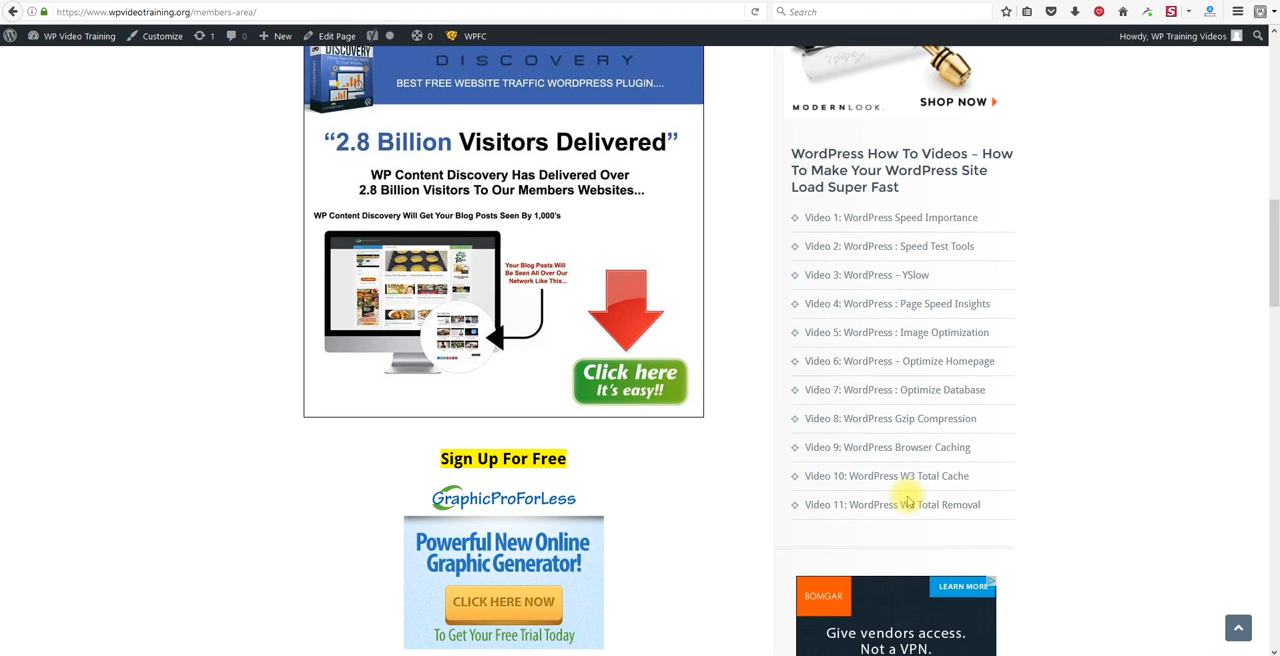 https://www.wpvideotraining.org/members-area/
Search
WP Video Training
Customize
1
0
New
Edit Page
0
WPFC
Howdy, WP Training Videos
DISCOVERY
DISCOVERY
BEST FREE WEBSITE TRAFFIC WORDPRESS PLUGIN....
“2.8 Billion Visitors Delivered”
WP Content Discovery Has Delivered Over
2.8 Billion Visitors To Our Members Websites...
WP Content Discovery Will Get Your Blog Posts Seen By 1,000's
Your Blog Posts Will
Be Seen All Over Our
Network Like This...
Click here
It's easy!!
Sign Up For Free
GraphicProForLess
Powerful New Online
Graphic Generator!
CLICK HERE NOW
To Get Your Free Trial Today
MODERNLOOK.
SHOP NOW
WordPress How To Videos – How
To Make Your WordPress Site
Load Super Fast
Video 1: WordPress Speed Importance
Video 2: WordPress : Speed Test Tools
Video 3: WordPress – YSlow
Video 4: WordPress : Page Speed Insights
Video 5: WordPress : Image Optimization
Video 6: WordPress – Optimize Homepage
Video 7: WordPress : Optimize Database
Video 8: WordPress Gzip Compression
Video 9: WordPress Browser Caching
Video 10: WordPress W3 Total Cache
Video 11: WordPress W3 Total Removal
BOMGAR
LEARN MORE
Give vendors access.
Not a VPN.